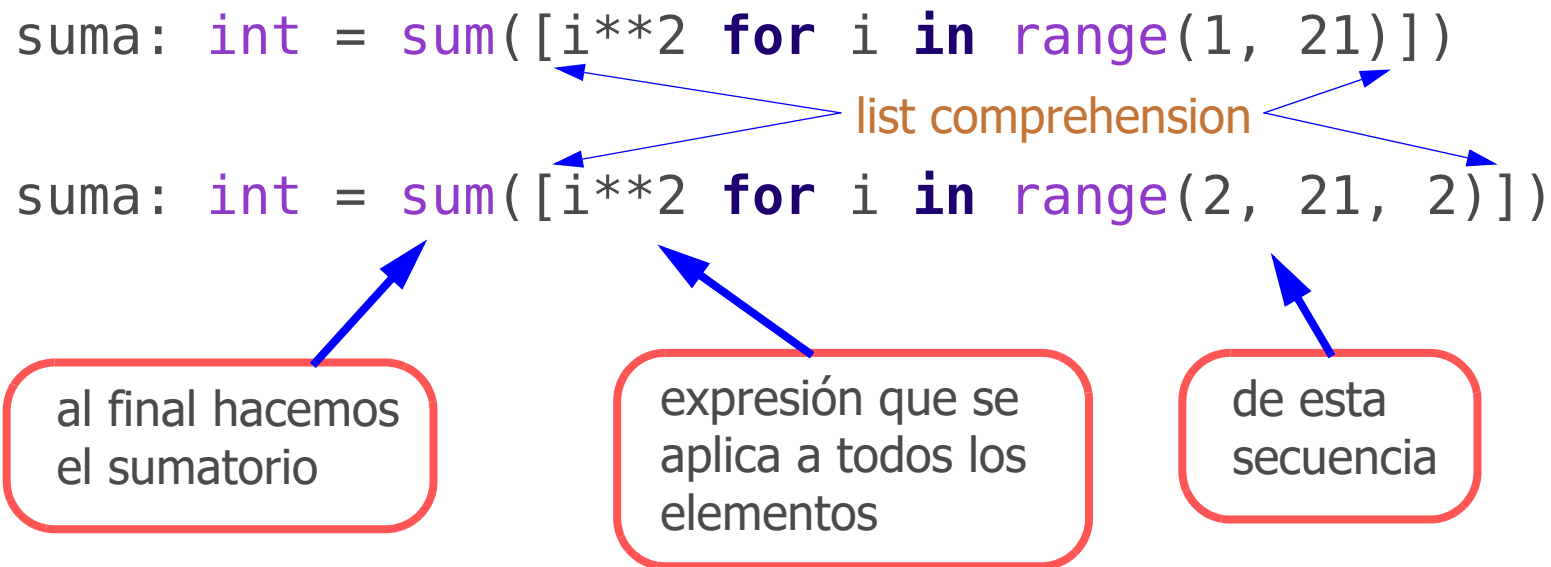 suma: int = sum([i**2 for i in range(1, 21)])
list comprehension
suma: int = sum([i**2 for i in range(2, 21, 2)])
al final hacemos
el sumatorio
expresión que se
aplica a todos los
elementos
de esta
secuencia